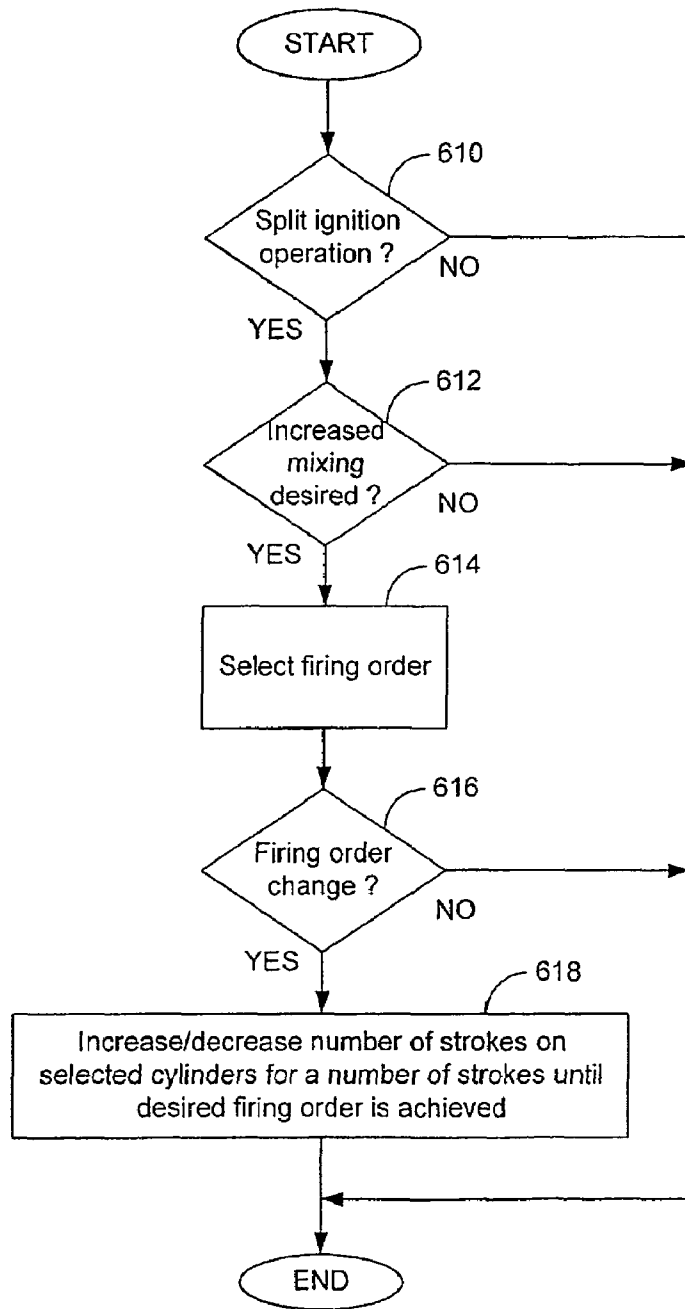 START
610
Split ignition
operation ?
NO
YES
612
Increased
mixing
desired ?
NO
YES
614
Select firing order
616
Firing order
change ?
NO
YES
618
Increase/decrease number of strokes on
selected cylinders for a number of strokes until
desired firing order is achieved
END